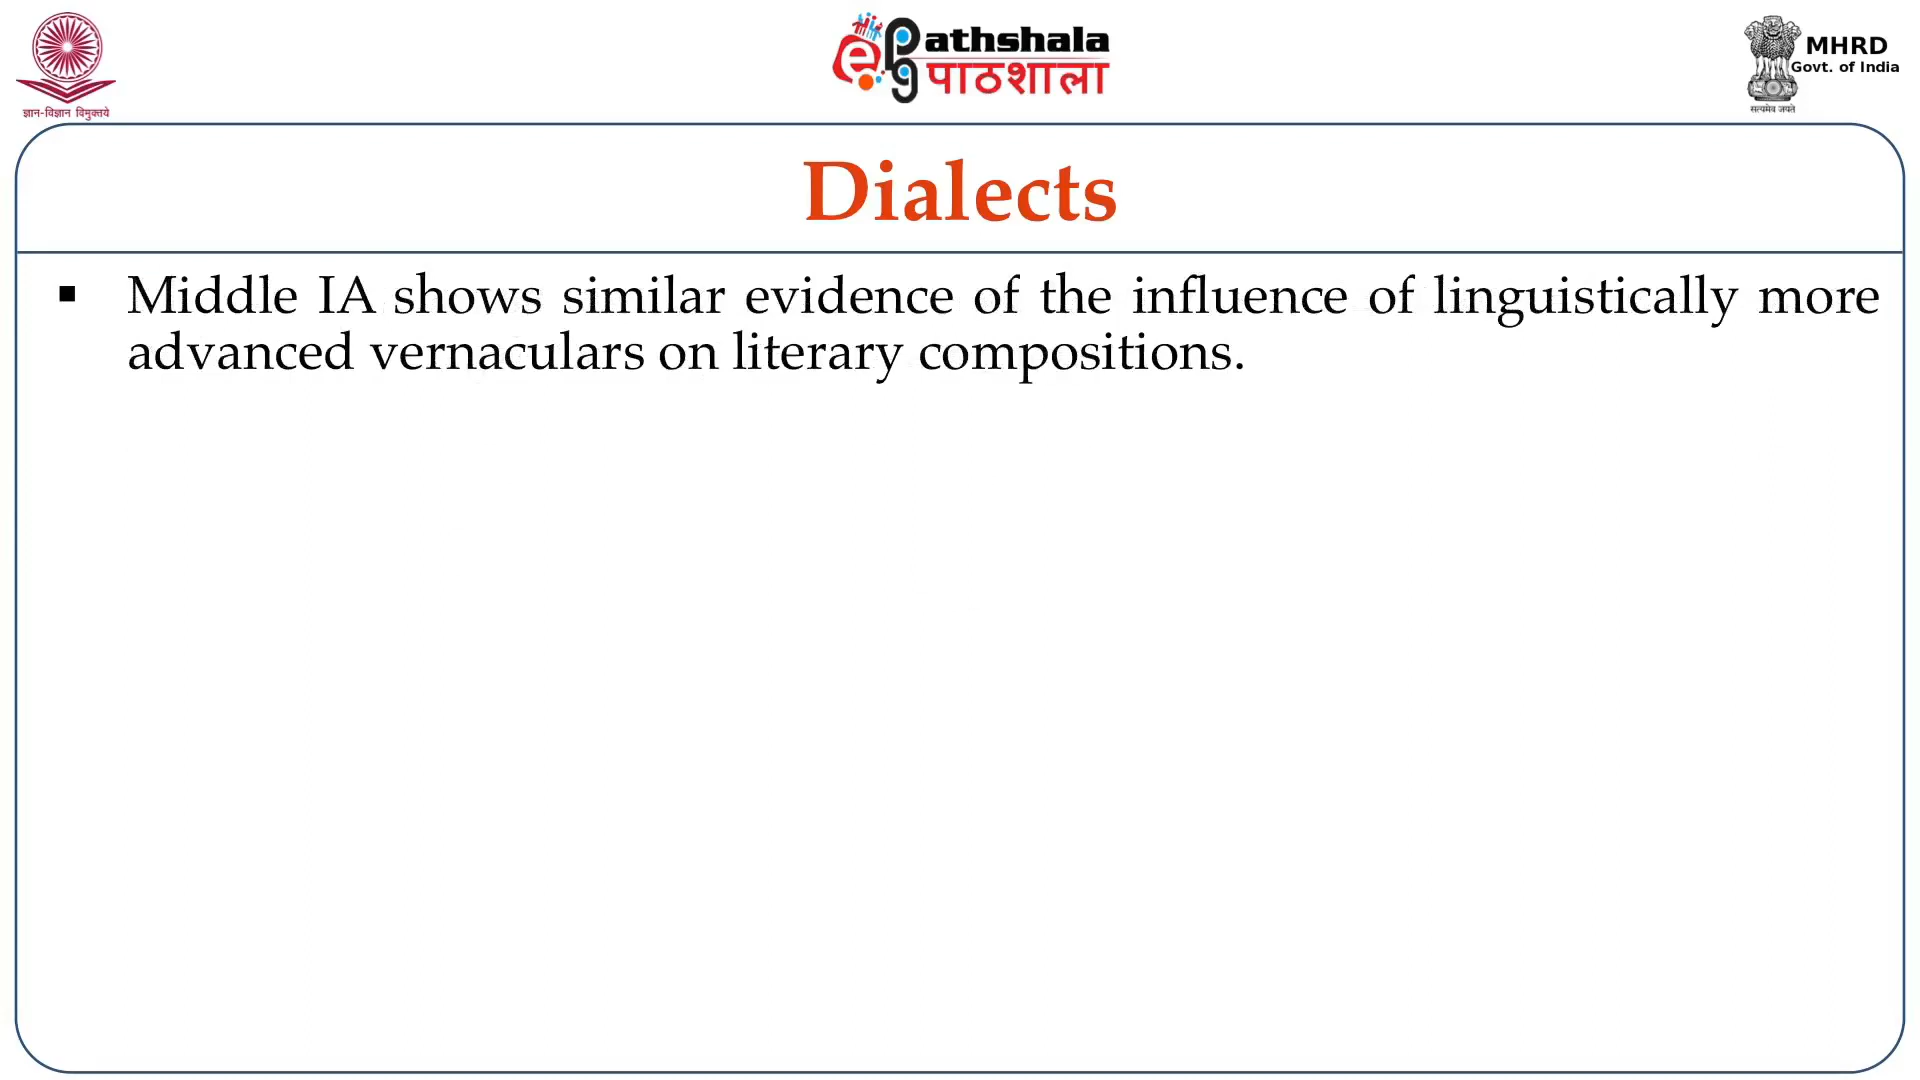 ज्ञान-विज्ञान विमुक्तये
ePathshala
पाठशाला
MHRD
Govt. of India
सत्यमेव जयते
Dialects
▪ Middle IA shows similar evidence of the influence of linguistically more
advanced vernaculars on literary compositions.